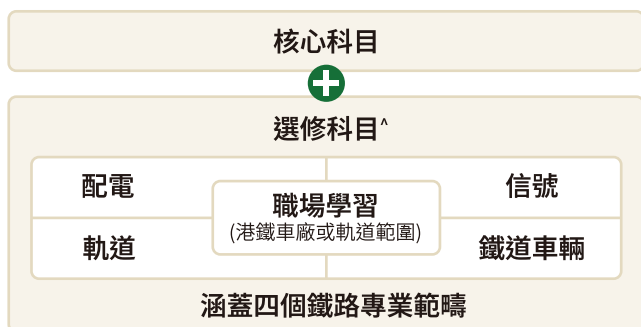 核心科目
選修科目^
配電
信號
職場學習
(港鐵車廠或軌道範圍)
軌道
鐵道車輛
涵蓋四個鐵路專業範疇